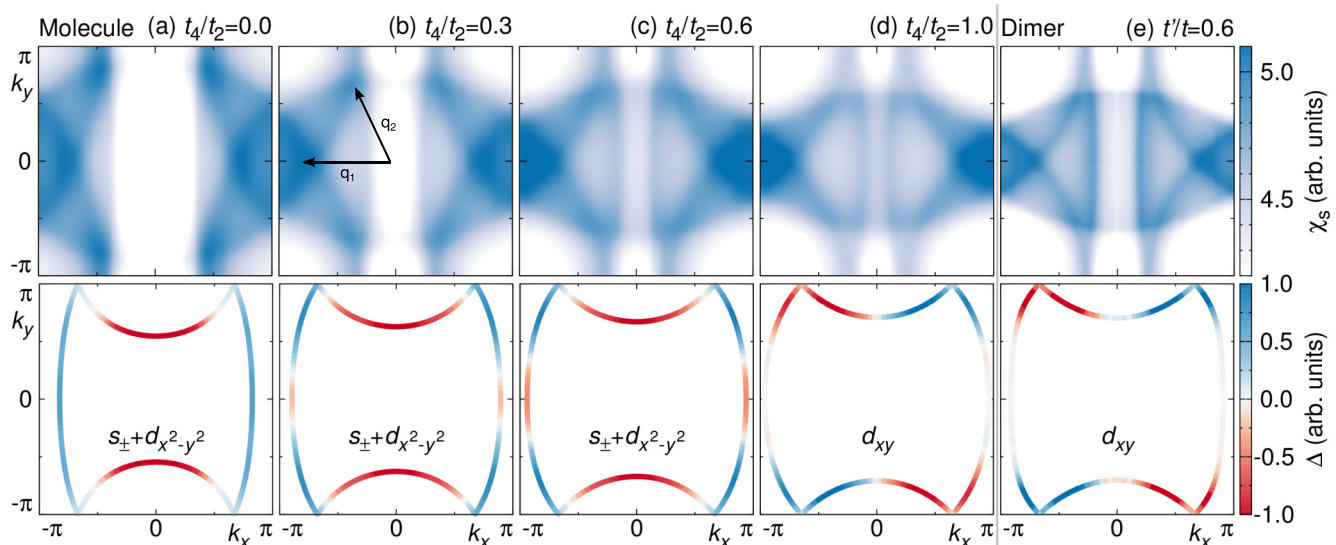 Molecule (a) t4/t2=0.0 (b) t4/t2=0.3 (c) t4/t2=0.6 (d) t4/t2=1.0 Dimer (e) t'/t=0.6
π
ky
0
-π
q1
q2
5.0
4.5
χs (arb. units)
π
ky
0
-π
s±+dx²-y² s±+dx²-y² s±+dx²-y² dxy dxy
-π 0 kx π -π 0 kx π -π 0 kx π -π 0 kx π -π 0 kx π
1.0
0.5
0.0
-0.5
-1.0
Δ (arb. units)